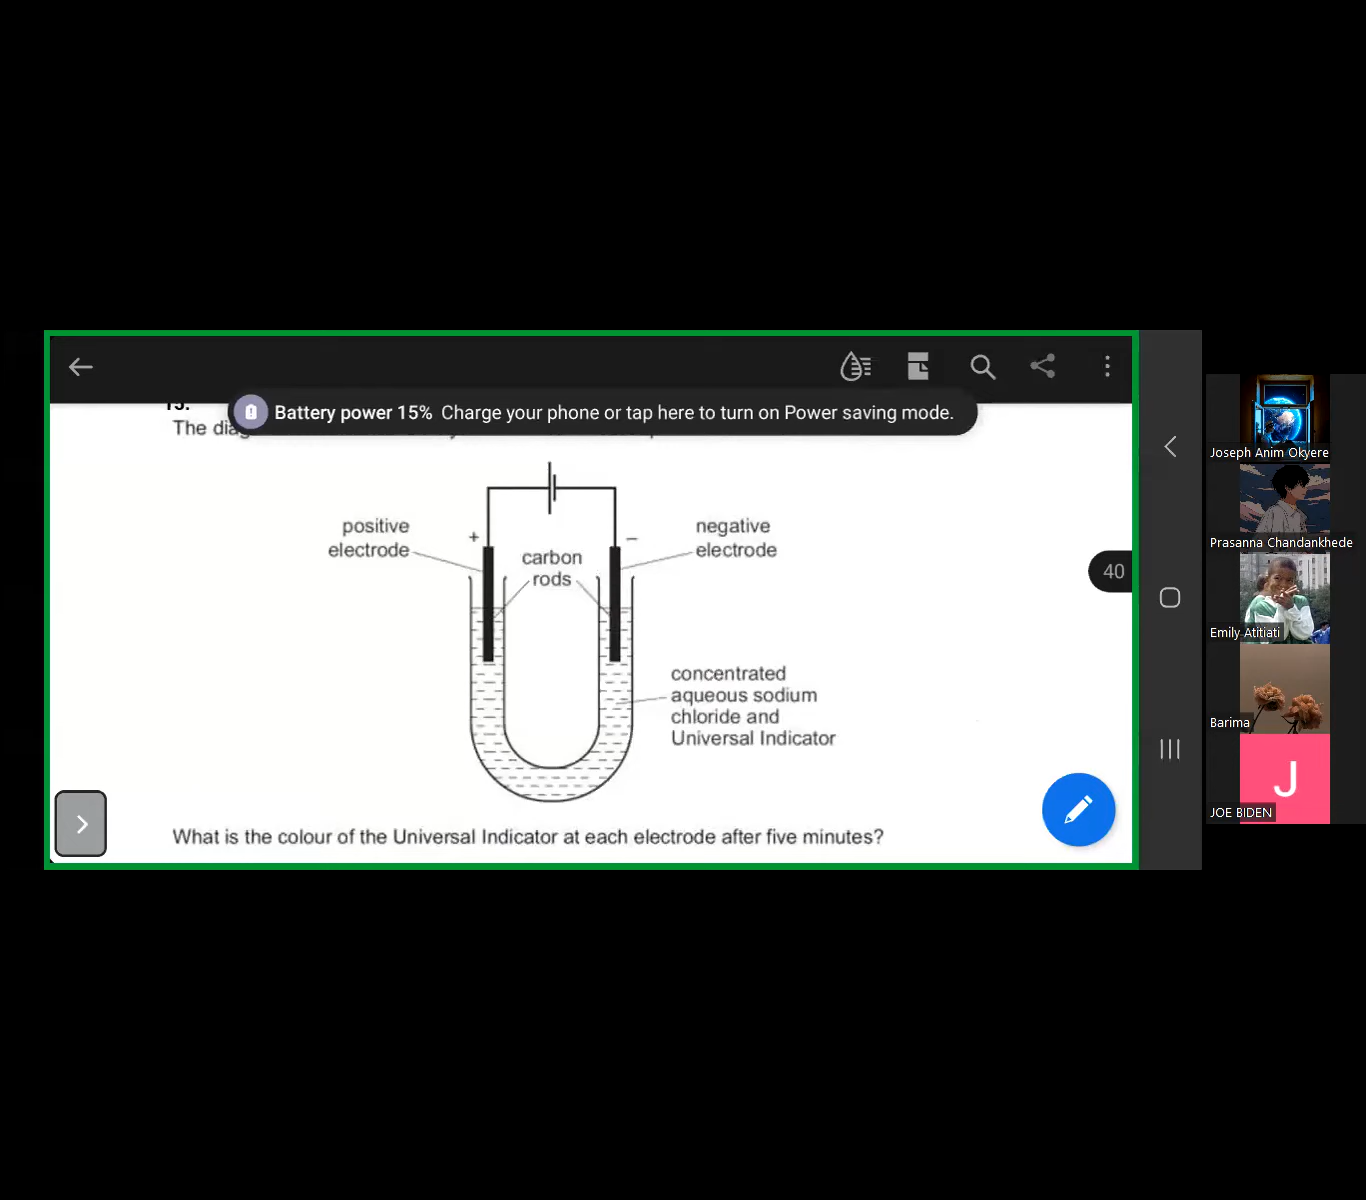 15.
Battery power 15% Charge your phone or tap here to turn on Power saving mode.
The diag
positive
electrode
+
carbon
rods
–
negative
electrode
40
concentrated
aqueous sodium
chloride and
Universal Indicator
What is the colour of the Universal Indicator at each electrode after five minutes?
Joseph Anim Okyere
Prasanna Chandankhede
Emily Atitiati
Barima
J
JOE BIDEN